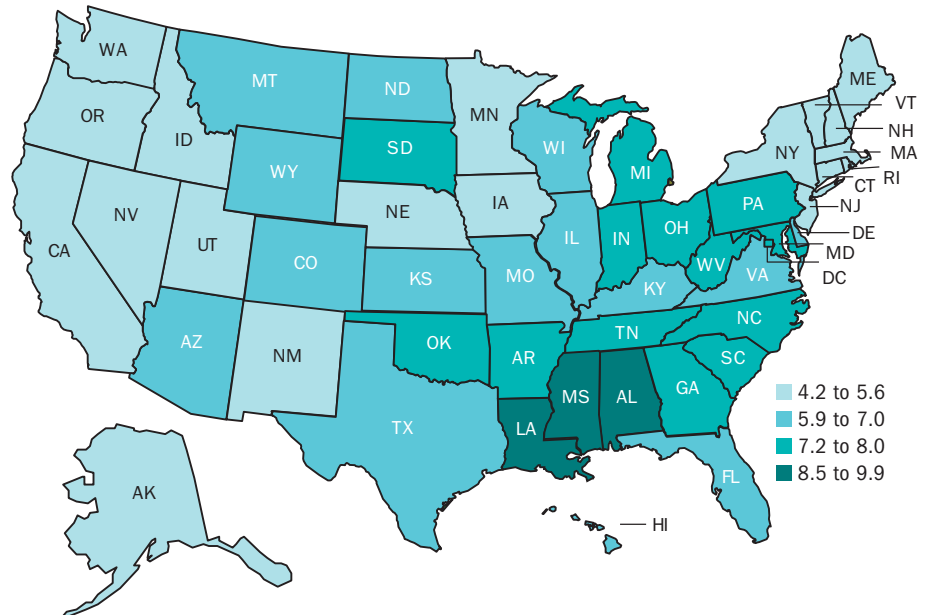 WA
MT
ND
MN
ME
VT
OR
ID
SD
WI
NH
MA
WY
MI
NY
RI
CT
NE
IA
PA
NJ
NV
UT
IL
IN
OH
DE
MD
CA
CO
KS
MO
WV
VA
DC
KY
AZ
NM
OK
AR
TN
NC
SC
TX
LA
MS
AL
GA
4.2 to 5.6
5.9 to 7.0
7.2 to 8.0
8.5 to 9.9
FL
AK
HI